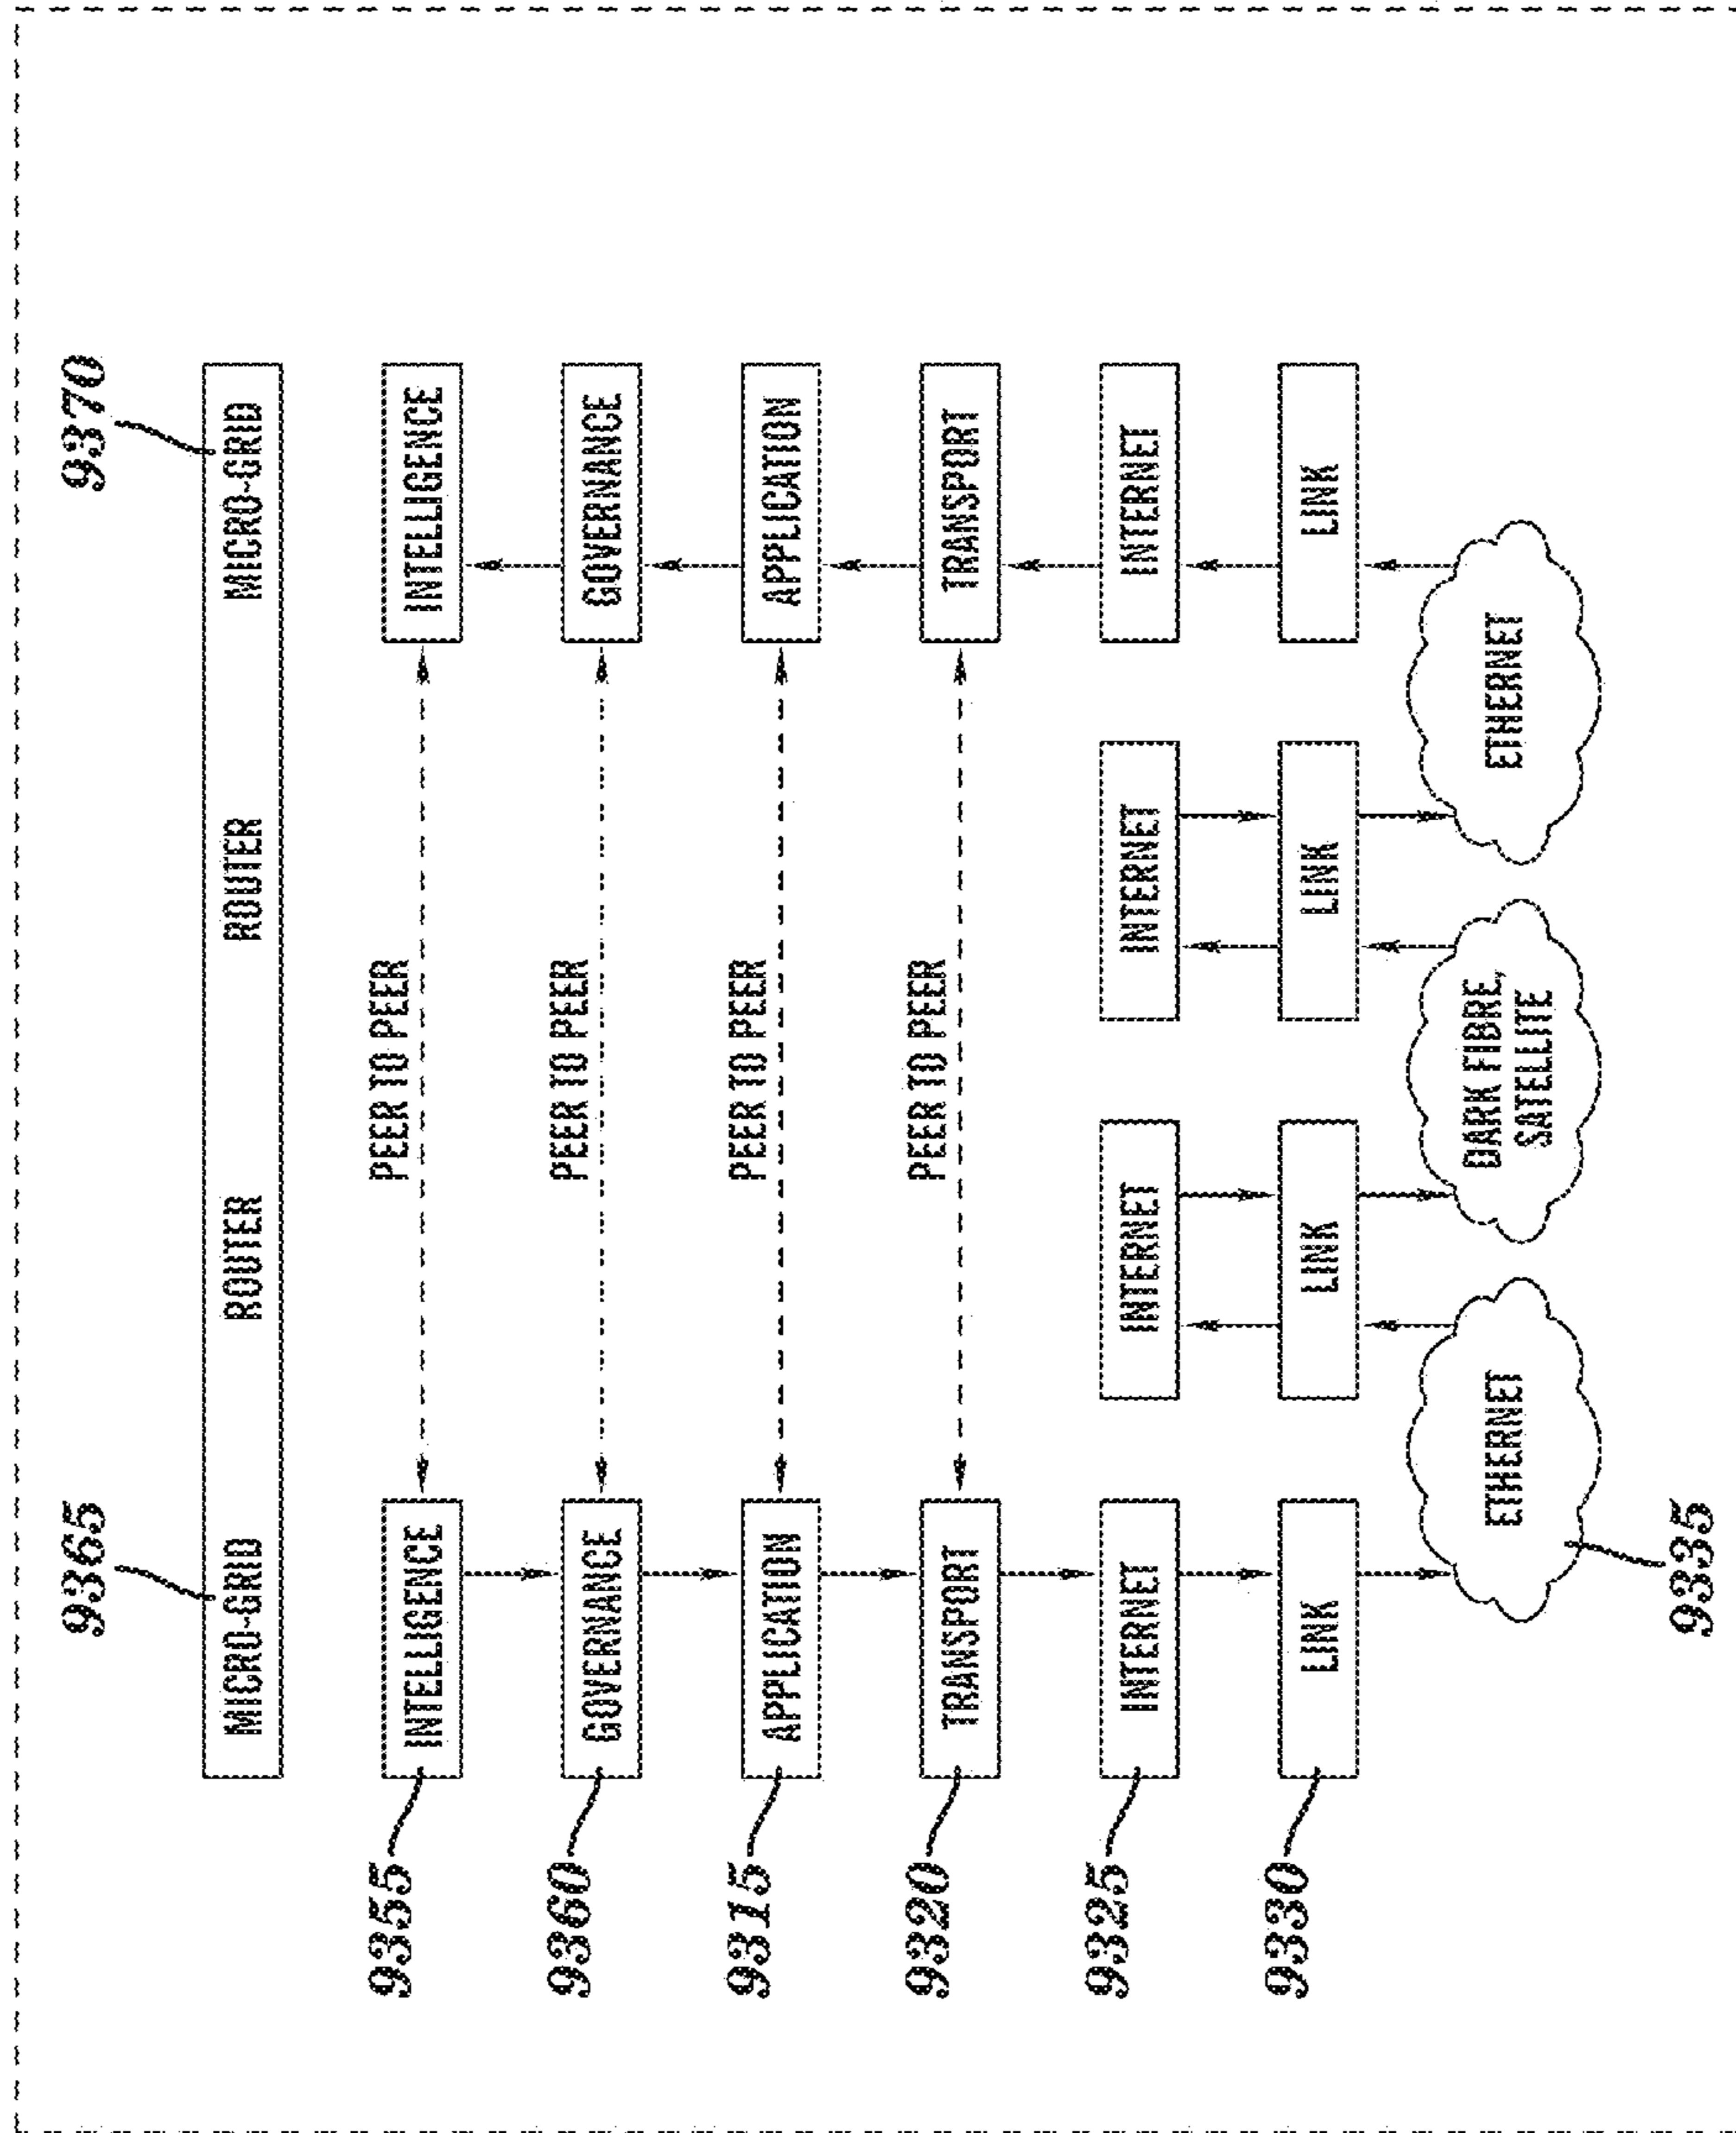 9365
9370
MICRO-GRID
ROUTER
ROUTER
MICRO-GRID
9355
INTELLIGENCE
PEER TO PEER
INTELLIGENCE
9360
GOVERNANCE
PEER TO PEER
GOVERNANCE
9315
APPLICATION
PEER TO PEER
APPLICATION
9320
TRANSPORT
PEER TO PEER
TRANSPORT
9325
INTERNET
INTERNET
INTERNET
INTERNET
9330
LINK
LINK
LINK
LINK
ETHERNET
DARK FIBRE,
SATELLITE
ETHERNET
9335